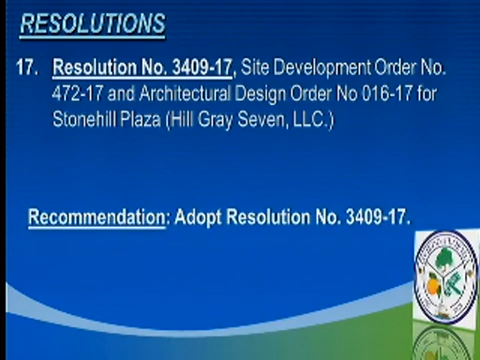 RESOLUTIONS
17. Resolution No. 3409-17, Site Development Order No.
472-17 and Architectural Design Order No 016-17 for
Stonehill Plaza (Hill Gray Seven, LLC.)
Recommendation: Adopt Resolution No. 3409-17.